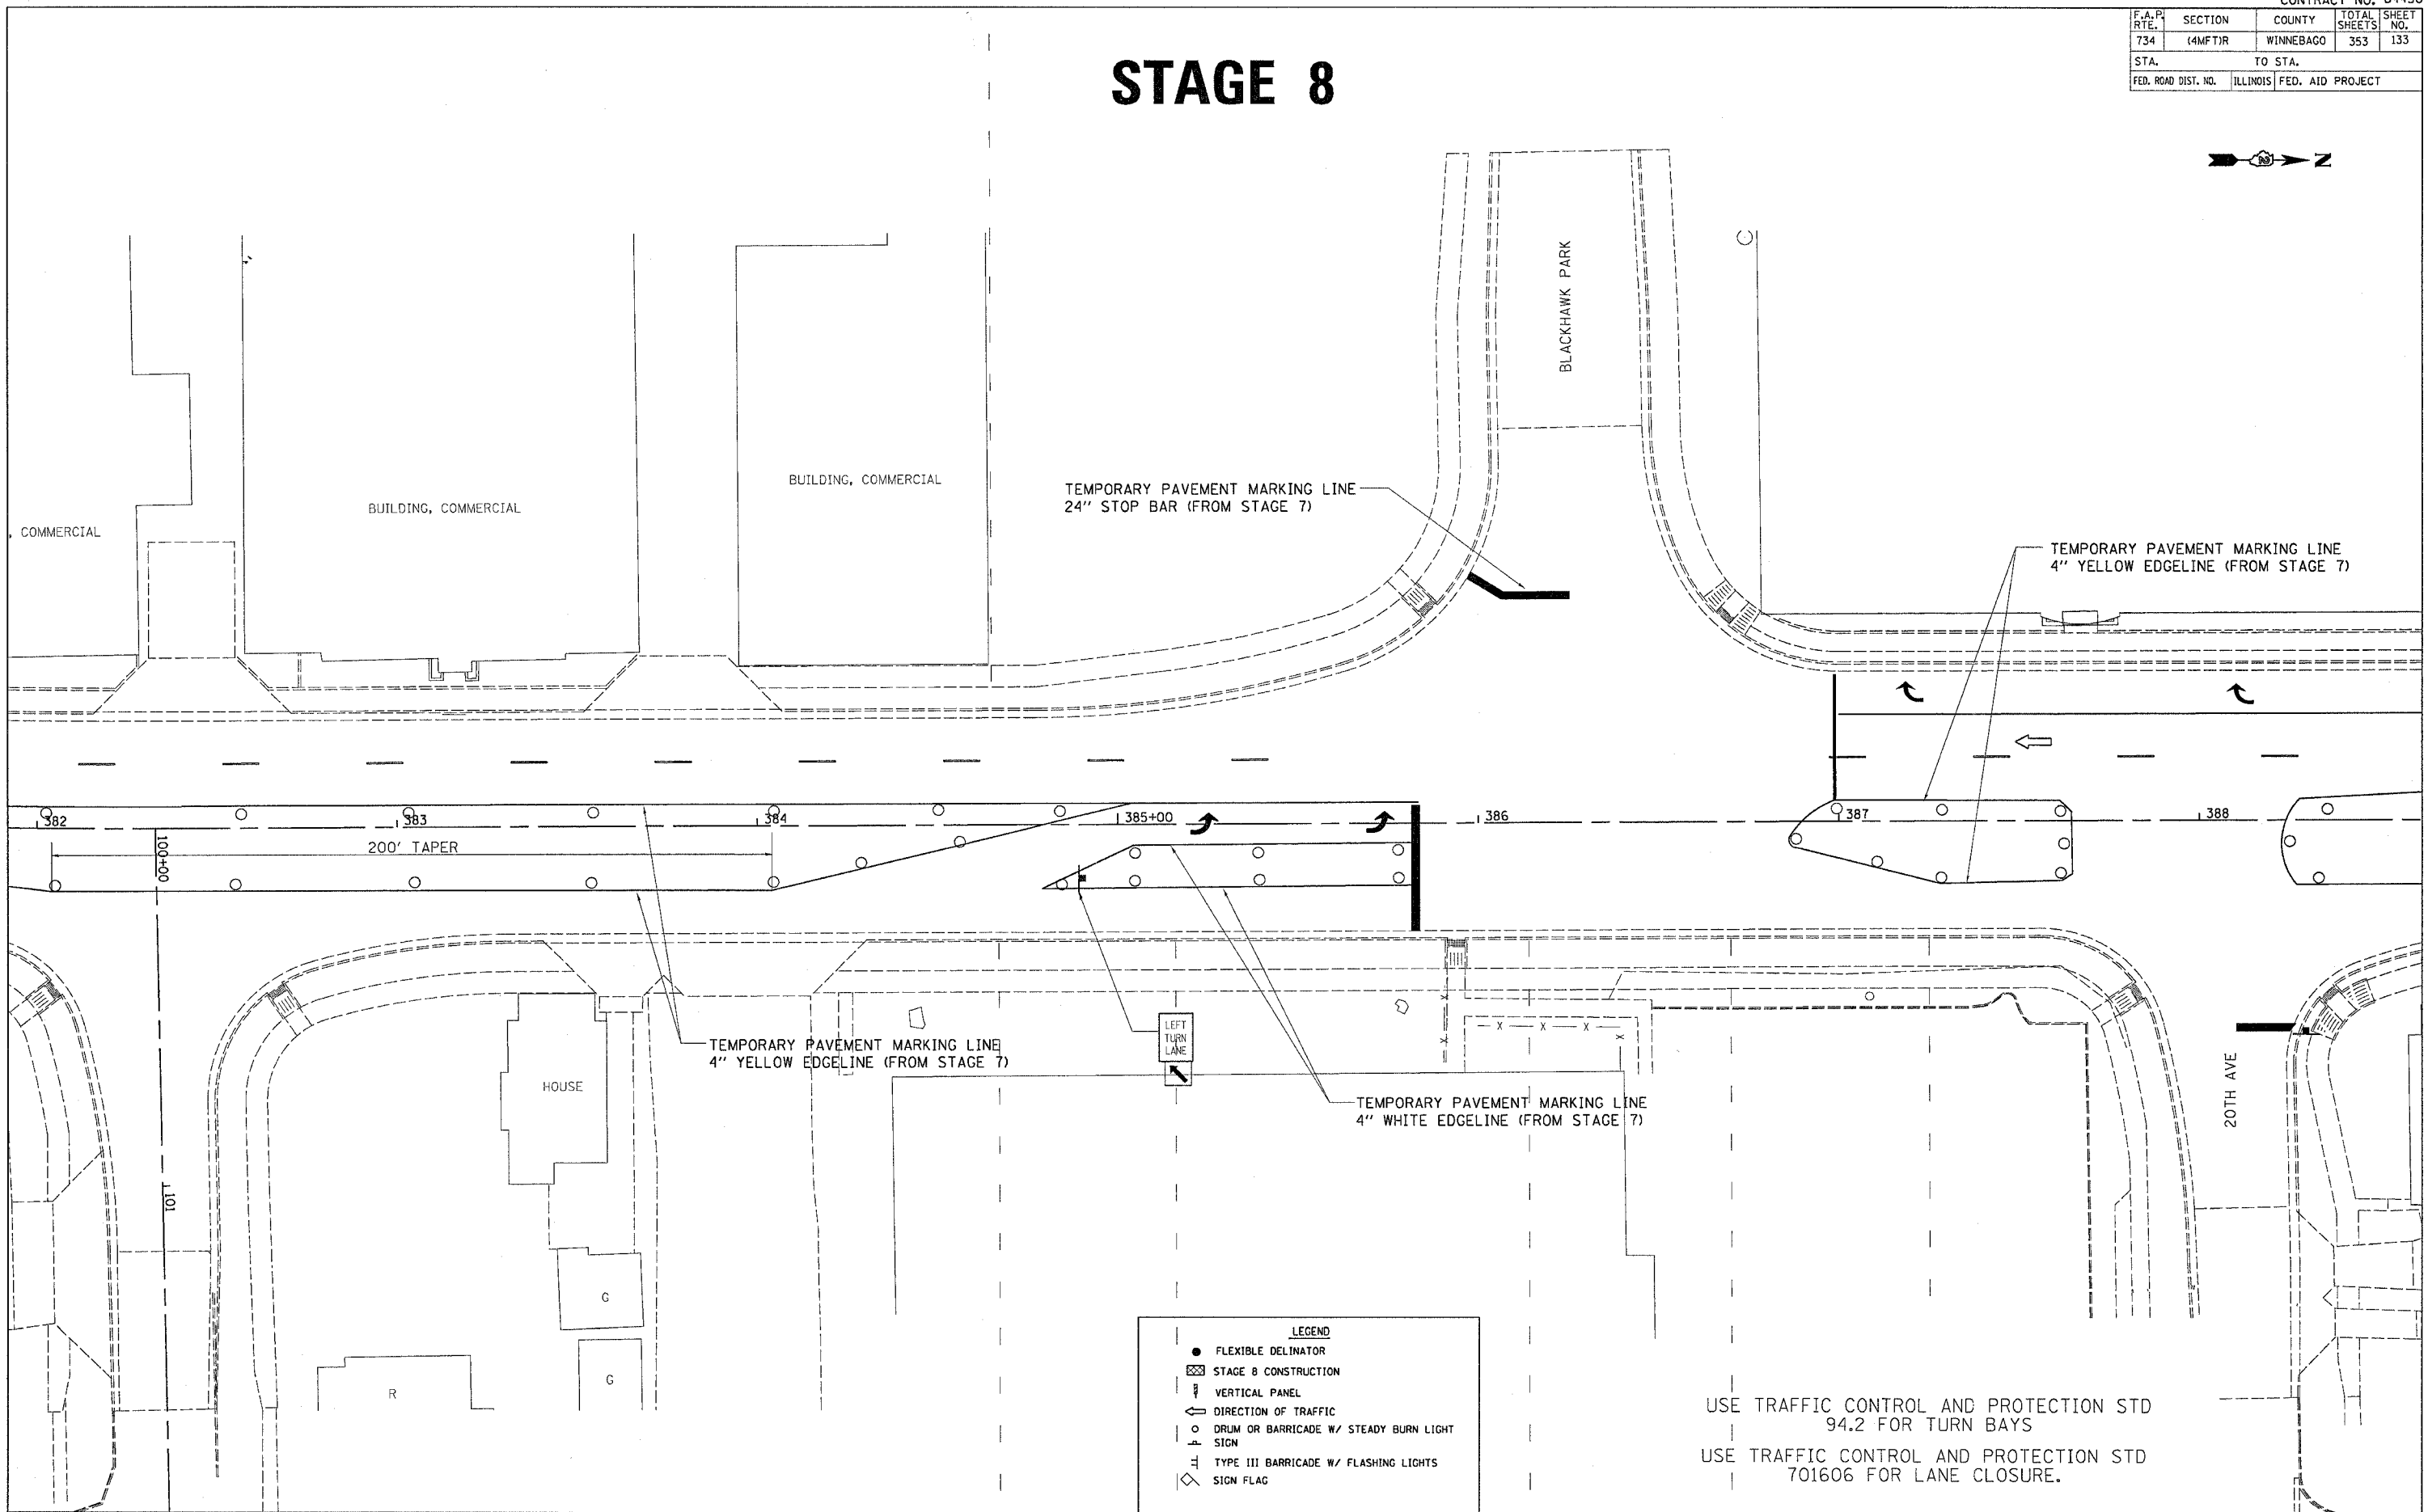 F.A.P. RTE. SECTION COUNTY TOTAL SHEETS SHEET NO.
734 (4MFT)R WINNEBAGO 353 133
STA. TO STA.
FED. ROAD DIST. NO. ILLINOIS FED. AID PROJECT
STAGE 8
N
BLACKHAWK PARK
C
BUILDING, COMMERCIAL
TEMPORARY PAVEMENT MARKING LINE
24" STOP BAR (FROM STAGE 7)
BUILDING, COMMERCIAL
COMMERCIAL
TEMPORARY PAVEMENT MARKING LINE
4" YELLOW EDGELINE (FROM STAGE 7)
382 383 384 385+00 386 387 388
200' TAPER
100+00
101
LEFT
TURN
LANE
TEMPORARY PAVEMENT MARKING LINE
4" YELLOW EDGELINE (FROM STAGE 7)
HOUSE
X X X
X
X
X
X
TEMPORARY PAVEMENT MARKING LINE
4" WHITE EDGELINE (FROM STAGE 7)
20TH AVE
G
G
R
LEGEND
FLEXIBLE DELINATOR
STAGE 8 CONSTRUCTION
VERTICAL PANEL
DIRECTION OF TRAFFIC
DRUM OR BARRICADE W/ STEADY BURN LIGHT
SIGN
TYPE III BARRICADE W/ FLASHING LIGHTS
SIGN FLAG
USE TRAFFIC CONTROL AND PROTECTION STD
94.2 FOR TURN BAYS
USE TRAFFIC CONTROL AND PROTECTION STD
701606 FOR LANE CLOSURE.